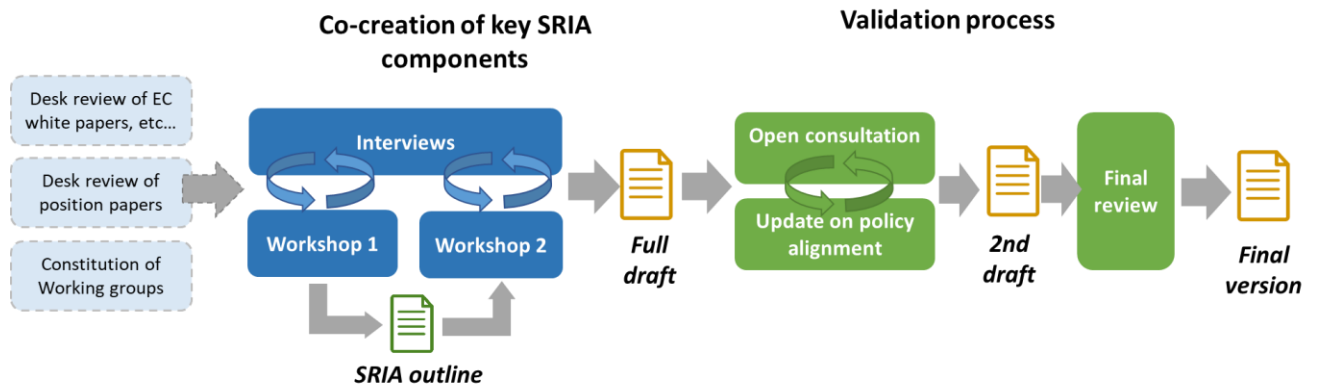 Co-creation of key SRIA
components
Validation process
Desk review of EC
white papers, etc...
Desk review of
position papers
Constitution of
Working groups
Interviews
Workshop 1
Workshop 2
SRIA outline
Full
draft
Open consultation
Update on policy
alignment
2nd
draft
Final
review
Final
version